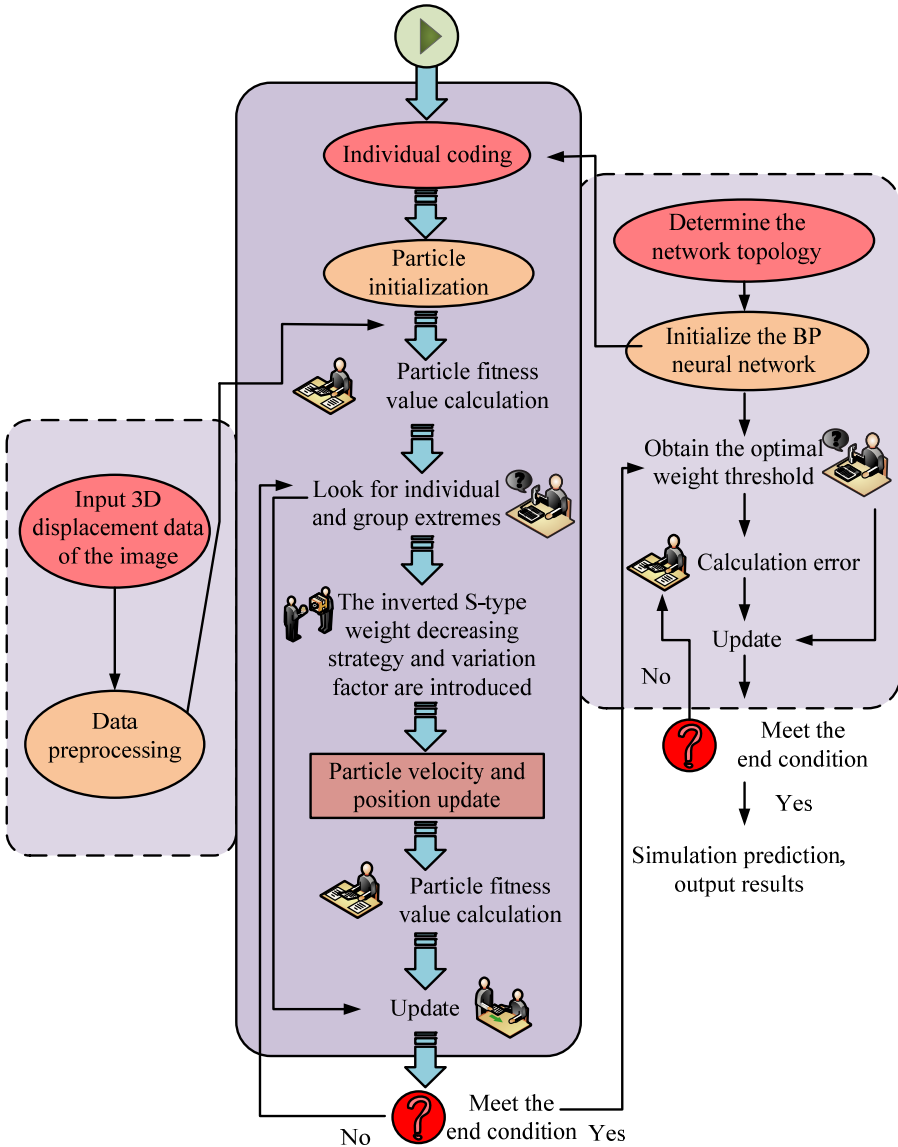 Individual coding
Particle
initialization
Particle fitness
value calculation
Look for individual
and group extremes
The inverted S-type
weight decreasing
strategy and variation
factor are introduced
Particle velocity and
position update
Particle fitness
value calculation
Update
Meet the
end condition
No
Yes
Input 3D
displacement data
of the image
Data
preprocessing
Determine the
network topology
Initialize the BP
neural network
Obtain the optimal
weight threshold
Calculation error
Update
No
Meet the
end condition
Yes
Simulation prediction,
output results